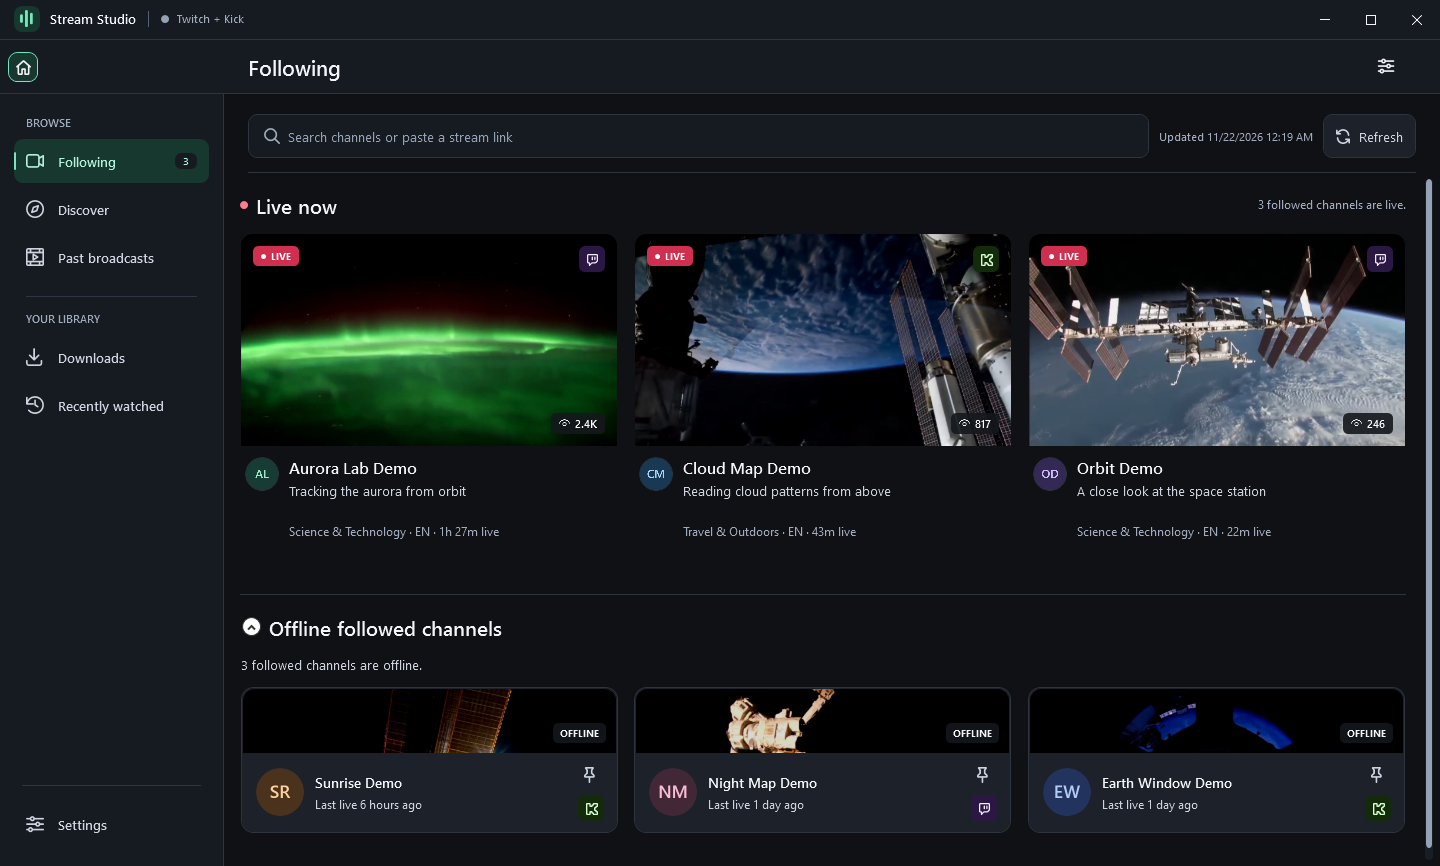 Stream Studio
Twitch + Kick
Following
BROWSE
Following 3
Discover
Past broadcasts
YOUR LIBRARY
Downloads
Recently watched
Settings
Search channels or paste a stream link
Updated 11/22/2026 12:19 AM
Refresh
Live now
3 followed channels are live.
LIVE
2.4K
AL
Aurora Lab Demo
Tracking the aurora from orbit
Science & Technology · EN · 1h 27m live
LIVE
817
CM
Cloud Map Demo
Reading cloud patterns from above
Travel & Outdoors · EN · 43m live
LIVE
246
OD
Orbit Demo
A close look at the space station
Science & Technology · EN · 22m live
Offline followed channels
3 followed channels are offline.
OFFLINE
SR
Sunrise Demo
Last live 6 hours ago
OFFLINE
NM
Night Map Demo
Last live 1 day ago
OFFLINE
EW
Earth Window Demo
Last live 1 day ago